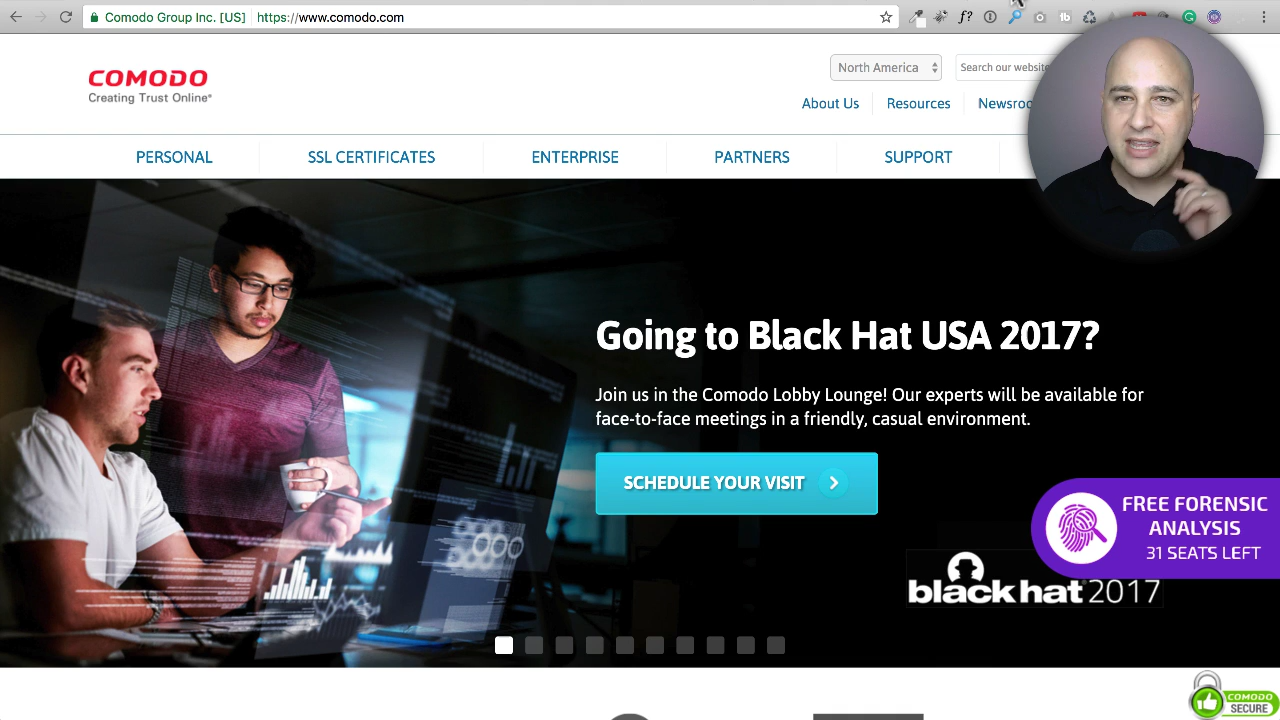 Comodo Group Inc. [US] https://www.comodo.com
COMODO
Creating Trust Online®
North America
Search our website
About Us
Resources
PERSONAL
SSL CERTIFICATES
ENTERPRISE
PARTNERS
SUPPORT
Going to Black Hat USA 2017?
Join us in the Comodo Lobby Lounge! Our experts will be available for
face-to-face meetings in a friendly, casual environment.
SCHEDULE YOUR VISIT
FREE FORENSIC
ANALYSIS
31 SEATS LEFT
blackhat 2017
COMODO
SECURE